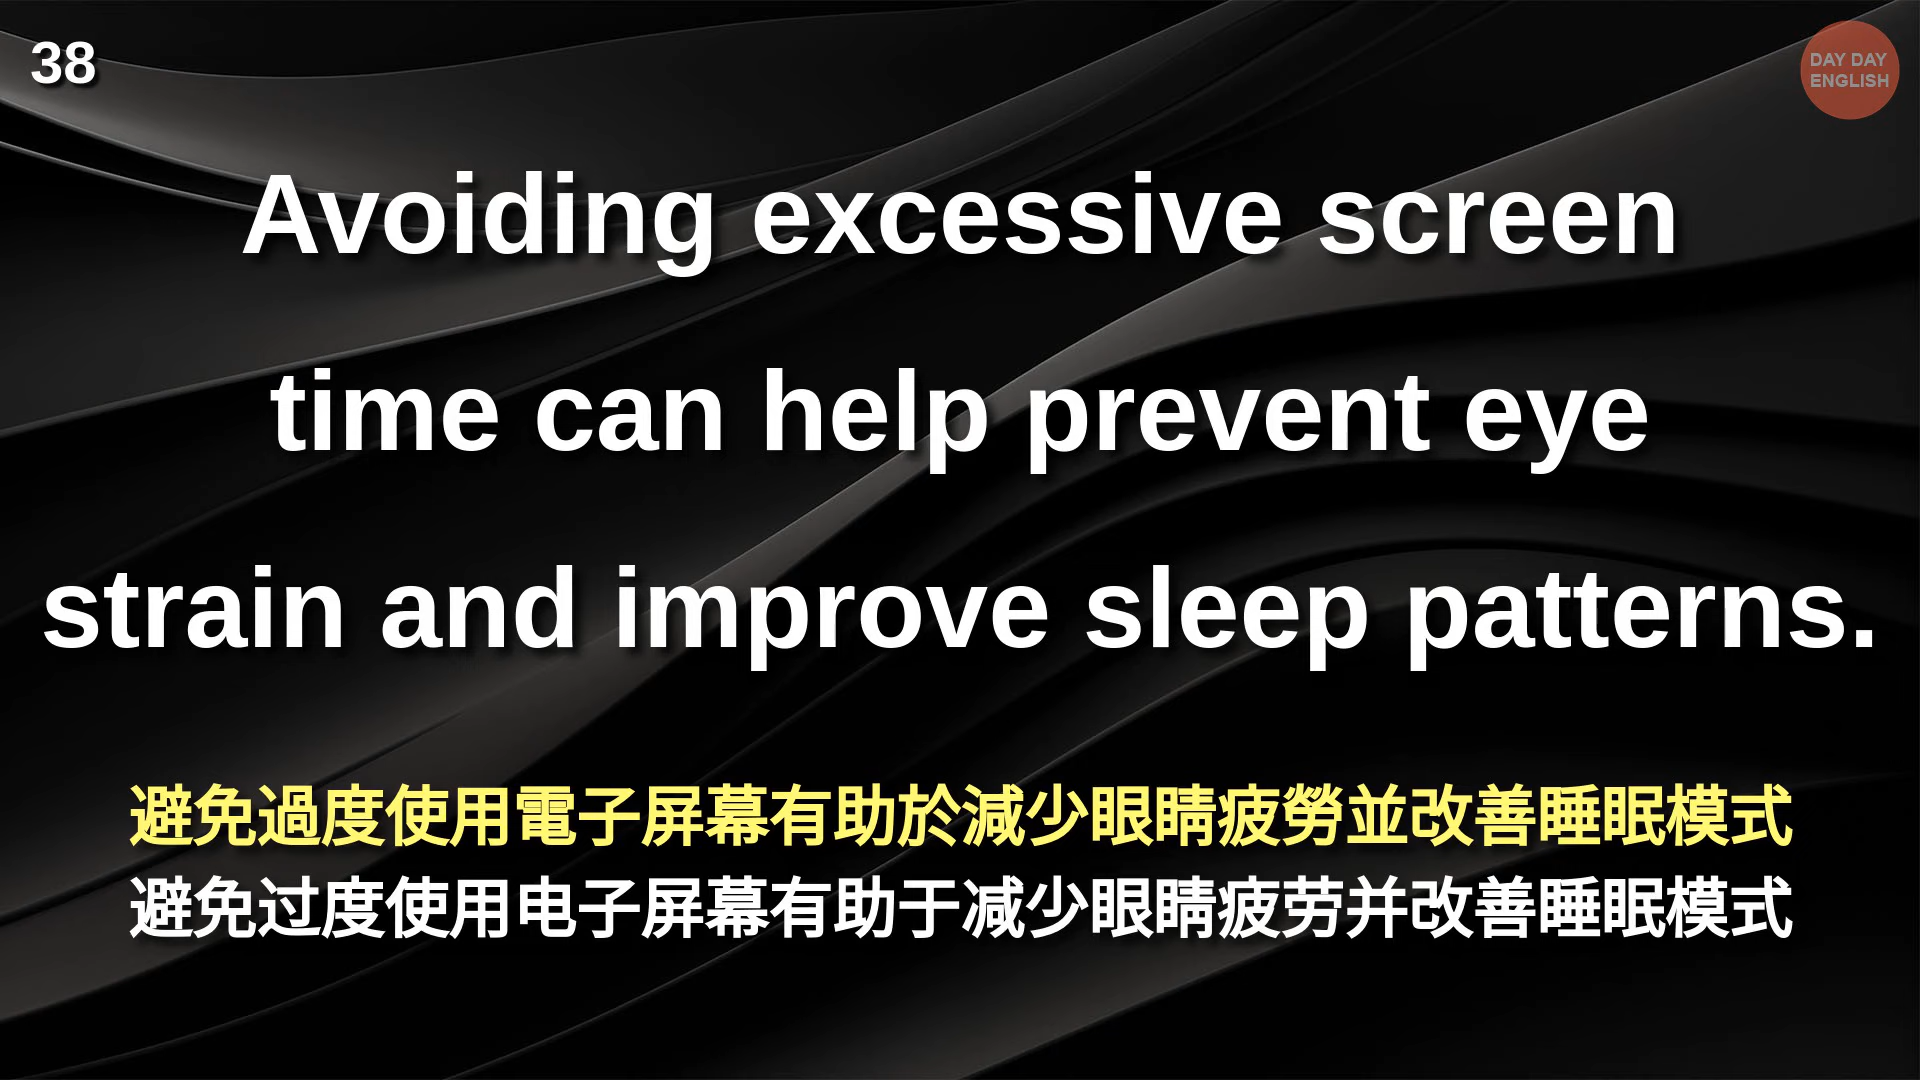 38
DAY DAY
ENGLISH
Avoiding excessive screen
time can help prevent eye
strain and improve sleep patterns.
避免過度使用電子屏幕有助於減少眼睛疲勞並改善睡眠模式
避免过度使用电子屏幕有助于减少眼睛疲劳并改善睡眠模式